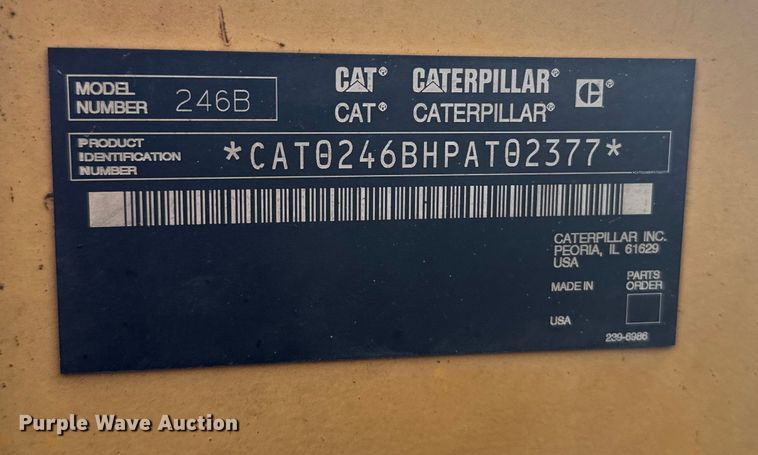 MODEL NUMBER 246B
CAT® CATERPILLAR® C®
CAT® CATERPILLAR®
PRODUCT IDENTIFICATION NUMBER
*CAT0246BHPAT02377*
CATERPILLAR INC.
PEORIA, IL 61629
USA
MADE IN
USA
PARTS
ORDER
239-6986
Purple Wave Auction